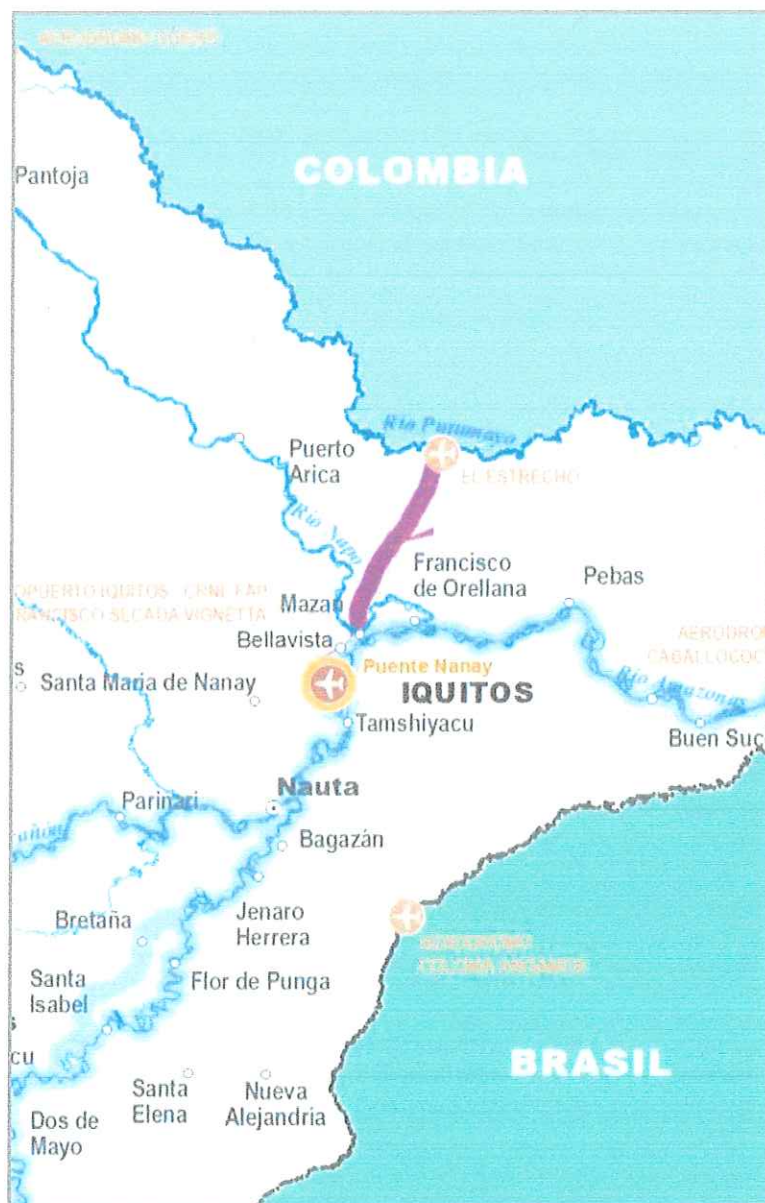 COLOMBIA
Pantoja
Río Putumayo
Puerto
Arica
EL ESTRECHO
Río Napo
Francisco
de Orellana
Pebas
Mazan
Bellavista
Puente Nanay
IQUITOS
Santa Maria de Nanay
Río Amazonas
Tamshiyacu
Buen Suc
Nauta
Parinari
Bagazán
Jenaro
Herrera
Bretaña
AERODROMO
Santa
Isabel
Flor de Punga
BRASIL
cu
Santa
Elena
Nueva
Alejandria
Dos de
Mayo